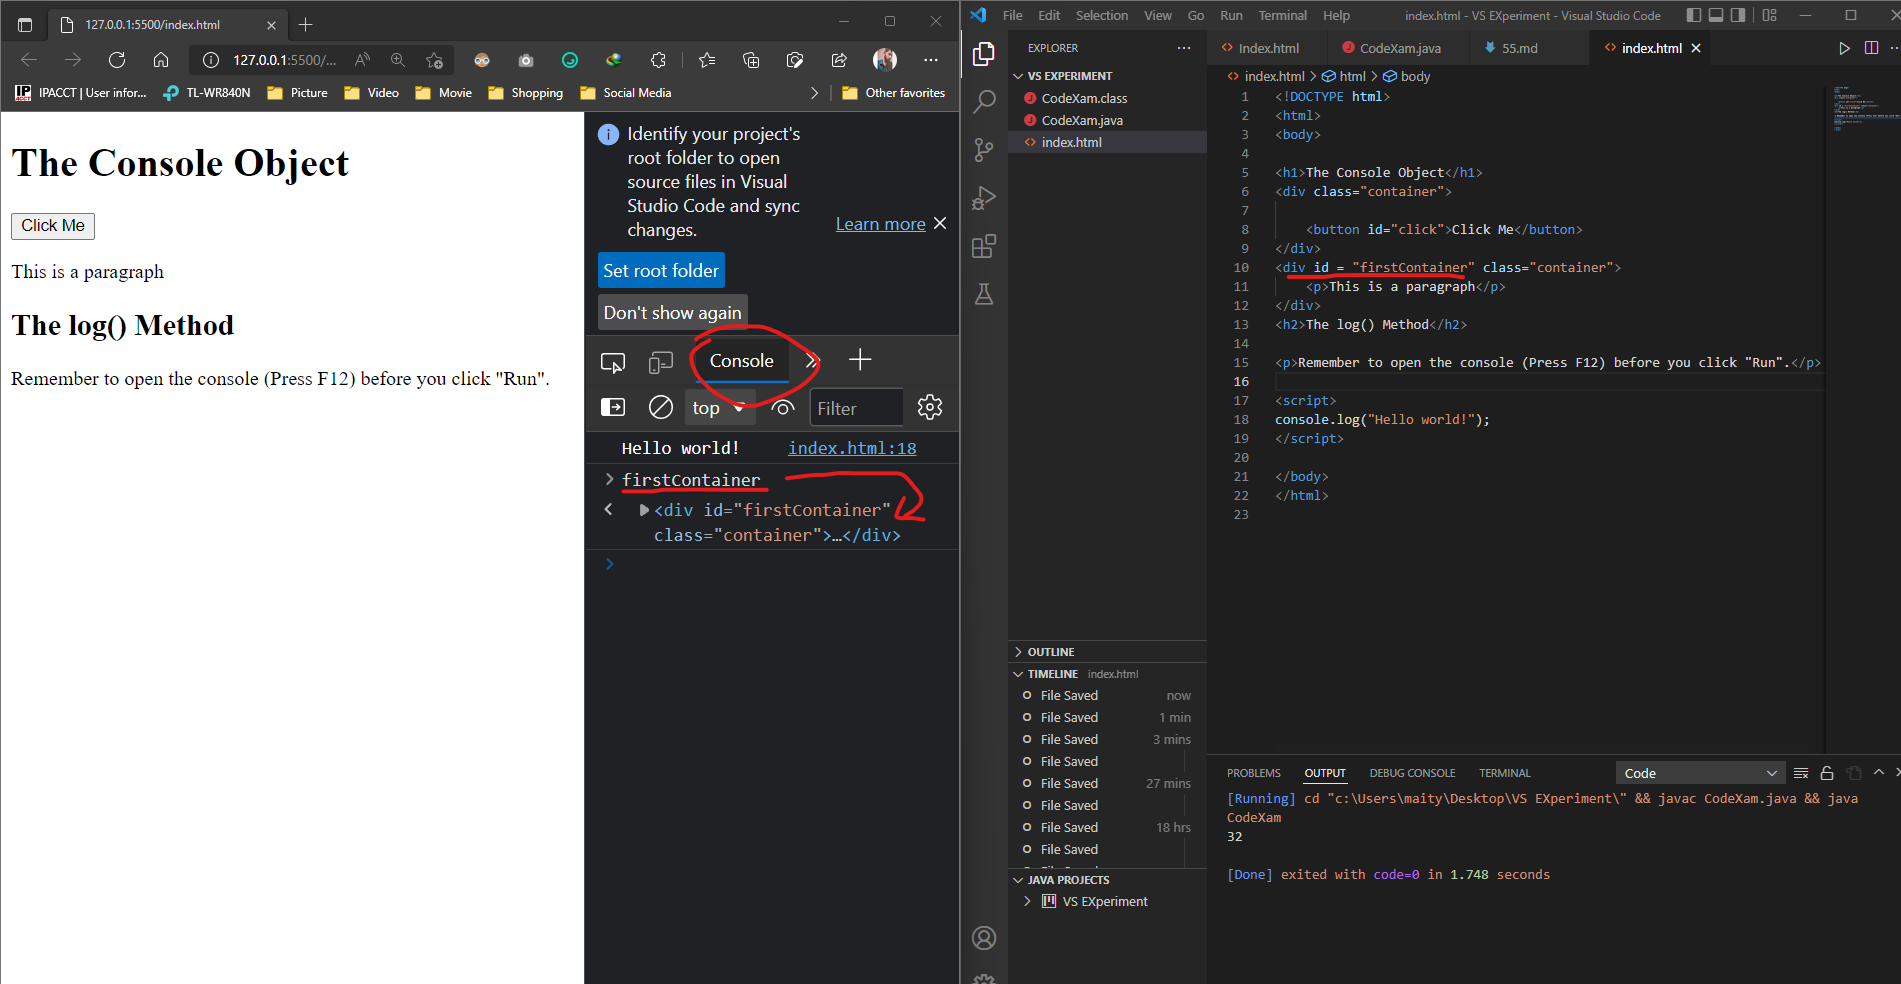 127.0.0.1:5500/index.html
127.0.0.1:5500/...
IPACCT | User infor...
TL-WR840N
Picture
Video
Movie
Shopping
Social Media
Other favorites
The Console Object
Click Me
This is a paragraph
The log() Method
Remember to open the console (Press F12) before you click "Run".
Identify your project's
root folder to open
source files in Visual
Studio Code and sync
changes.
Learn more
Set root folder
Don't show again
Console
top
Filter
Hello world!
index.html:18
firstContainer
<div id="firstContainer"
class="container">…</div>
File Edit Selection View Go Run Terminal Help
index.html - VS EXperiment - Visual Studio Code
EXPLORER
VS EXPERIMENT
CodeXam.class
CodeXam.java
index.html
OUTLINE
TIMELINE index.html
File Saved now
File Saved 1 min
File Saved 3 mins
File Saved
File Saved 27 mins
File Saved
File Saved 18 hrs
File Saved
JAVA PROJECTS
VS EXperiment
Index.html
CodeXam.java
55.md
index.html
index.html > html > body
1 <!DOCTYPE html>
2 <html>
3 <body>
4
5 <h1>The Console Object</h1>
6 <div class="container">
7
8 <button id="click">Click Me</button>
9 </div>
10 <div id = "firstContainer" class="container">
11 <p>This is a paragraph</p>
12 </div>
13 <h2>The log() Method</h2>
14
15 <p>Remember to open the console (Press F12) before you click "Run".</p>
16
17 <script>
18 console.log("Hello world!");
19 </script>
20
21 </body>
22 </html>
23
PROBLEMS OUTPUT DEBUG CONSOLE TERMINAL
Code
[Running] cd "c:\Users\maity\Desktop\VS EXperiment\" && javac CodeXam.java && java
CodeXam
32
[Done] exited with code=0 in 1.748 seconds